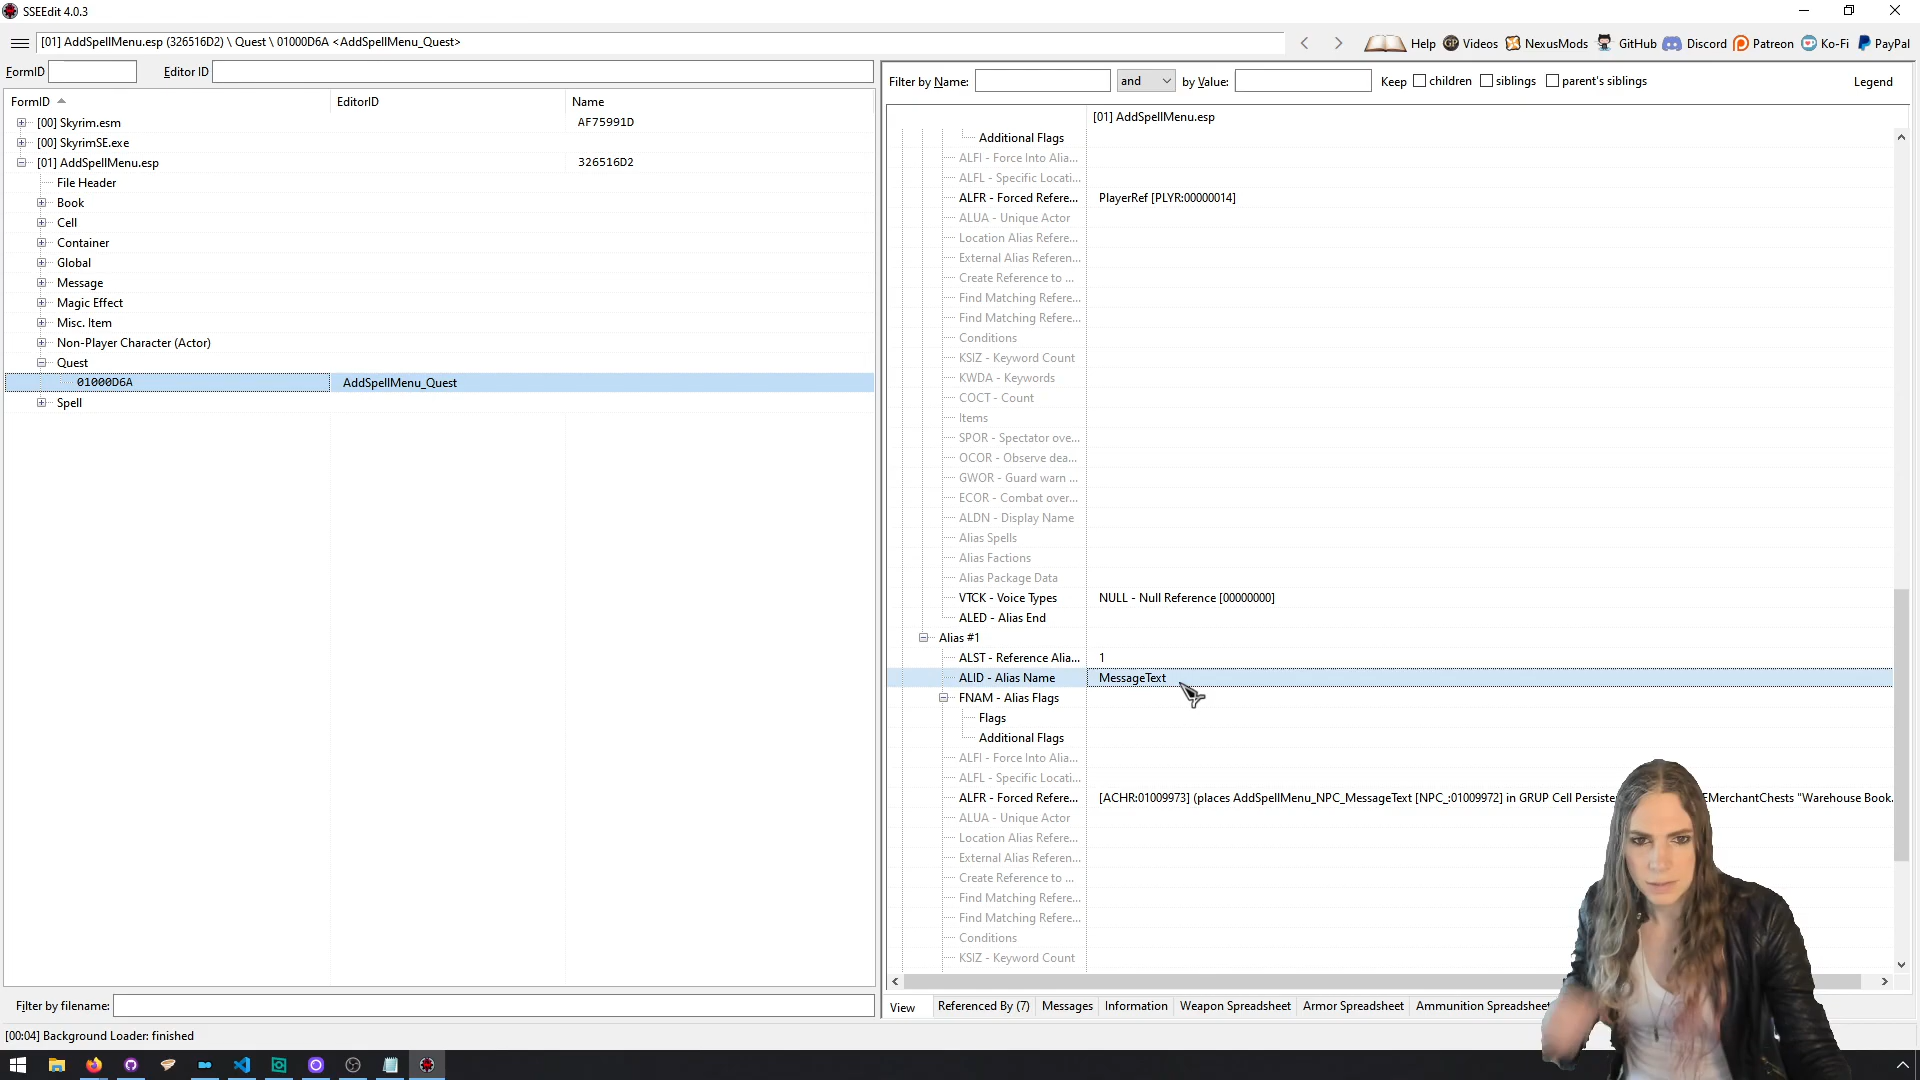 SSEEdit 4.0.3
[01] AddSpellMenu.esp (326516D2) \ Quest \ 01000D6A <AddSpellMenu_Quest>
Help Videos NexusMods GitHub Discord Patreon Ko-Fi PayPal
FormID Editor ID
Filter by Name: and by Value: Keep children siblings parent's siblings Legend
FormID EditorID Name
[00] Skyrim.esm AF75991D
[00] SkyrimSE.exe
[01] AddSpellMenu.esp 326516D2
File Header
Book
Cell
Container
Global
Message
Magic Effect
Misc. Item
Non-Player Character (Actor)
Quest
01000D6A AddSpellMenu_Quest
Spell
[01] AddSpellMenu.esp
Additional Flags
ALFI - Force Into Alia...
ALFL - Specific Locati...
ALFR - Forced Refere... PlayerRef [PLYR:00000014]
ALUA - Unique Actor
Location Alias Refere...
External Alias Referen...
Create Reference to ...
Find Matching Refere...
Find Matching Refere...
Conditions
KSIZ - Keyword Count
KWDA - Keywords
COCT - Count
Items
SPOR - Spectator ove...
OCOR - Observe dea...
GWOR - Guard warn ...
ECOR - Combat over...
ALDN - Display Name
Alias Spells
Alias Factions
Alias Package Data
VTCK - Voice Types NULL - Null Reference [00000000]
ALED - Alias End
Alias #1
ALST - Reference Alia... 1
ALID - Alias Name MessageText
FNAM - Alias Flags
Flags
Additional Flags
ALFI - Force Into Alia...
ALFL - Specific Locati...
ALFR - Forced Refere... [ACHR:01009973] (places AddSpellMenu_NPC_MessageText [NPC_:01009972] in GRUP Cell EMerchantChests "Warehouse Book.
ALUA - Unique Actor
Location Alias Refere...
External Alias Referen...
Create Reference to ...
Find Matching Refere...
Find Matching Refere...
Conditions
KSIZ - Keyword Count
View Referenced By (7) Messages Information Weapon Spreadsheet Armor Spreadsheet Ammunition Spreadsheet
Filter by filename:
[00:04] Background Loader: finished